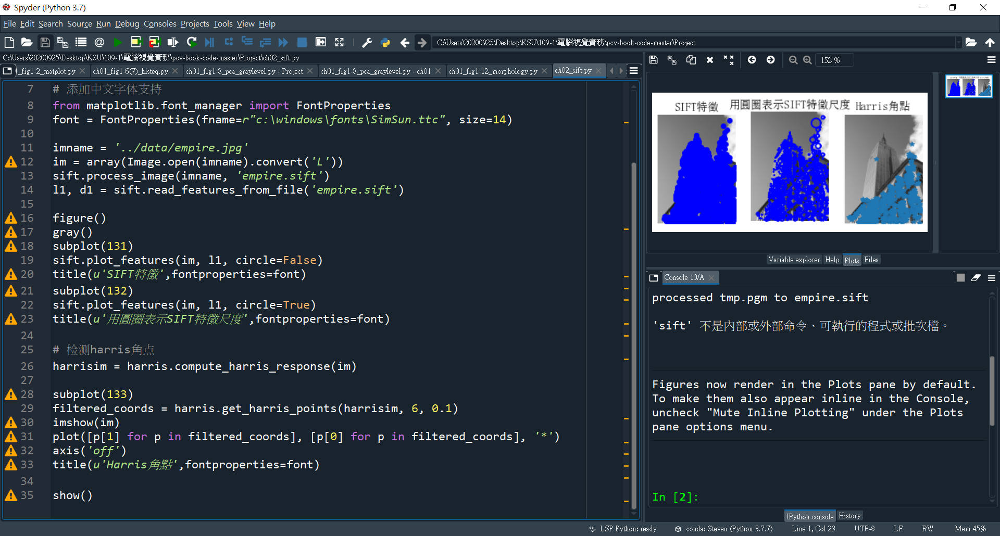 Spyder (Python 3.7)
File Edit Search Source Run Debug Consoles Projects Tools View Help
C:\Users\20200925\Desktop\KSU\109-1\電腦視覺實務\pcv-book-code-master\Project
C:\Users\20200925\Desktop\KSU\109-1\電腦視覺實務\pcv-book-code-master\Project\ch02_sift.py
_fig1-2_matplot.py ch01_fig1-6(7)_histeq.py ch01_fig1-8_pca_graylevel.py - Project ch01_fig1-8_pca_graylevel.py - ch01 ch01_fig1-12_morphology.py ch02_sift.py
7 # 添加中文字体支持
8 from matplotlib.font_manager import FontProperties
9 font = FontProperties(fname=r"c:\windows\fonts\SimSun.ttc", size=14)
10
11 imname = '../data/empire.jpg'
12 im = array(Image.open(imname).convert('L'))
13 sift.process_image(imname, 'empire.sift')
14 l1, d1 = sift.read_features_from_file('empire.sift')
15
16 figure()
17 gray()
18 subplot(131)
19 sift.plot_features(im, l1, circle=False)
20 title(u'SIFT特徵',fontproperties=font)
21 subplot(132)
22 sift.plot_features(im, l1, circle=True)
23 title(u'用圓圈表示SIFT特徵尺度',fontproperties=font)
24
25 # 检测harris角点
26 harrisim = harris.compute_harris_response(im)
27
28 subplot(133)
29 filtered_coords = harris.get_harris_points(harrisim, 6, 0.1)
30 imshow(im)
31 plot([p[1] for p in filtered_coords], [p[0] for p in filtered_coords], '*')
32 axis('off')
33 title(u'Harris角點',fontproperties=font)
34
35 show()
152 %
SIFT特徵 用圓圈表示SIFT特徵尺度 Harris角點
Variable explorer Help Plots Files
Console 10/A
processed tmp.pgm to empire.sift
'sift' 不是內部或外部命令、可執行的程式或批次檔。
Figures now render in the Plots pane by default.
To make them also appear inline in the Console,
uncheck "Mute Inline Plotting" under the Plots
pane options menu.
In [2]:
IPython console History
LSP Python: ready conda: Steven (Python 3.7.7) Line 1, Col 23 UTF-8 LF RW Mem 45%